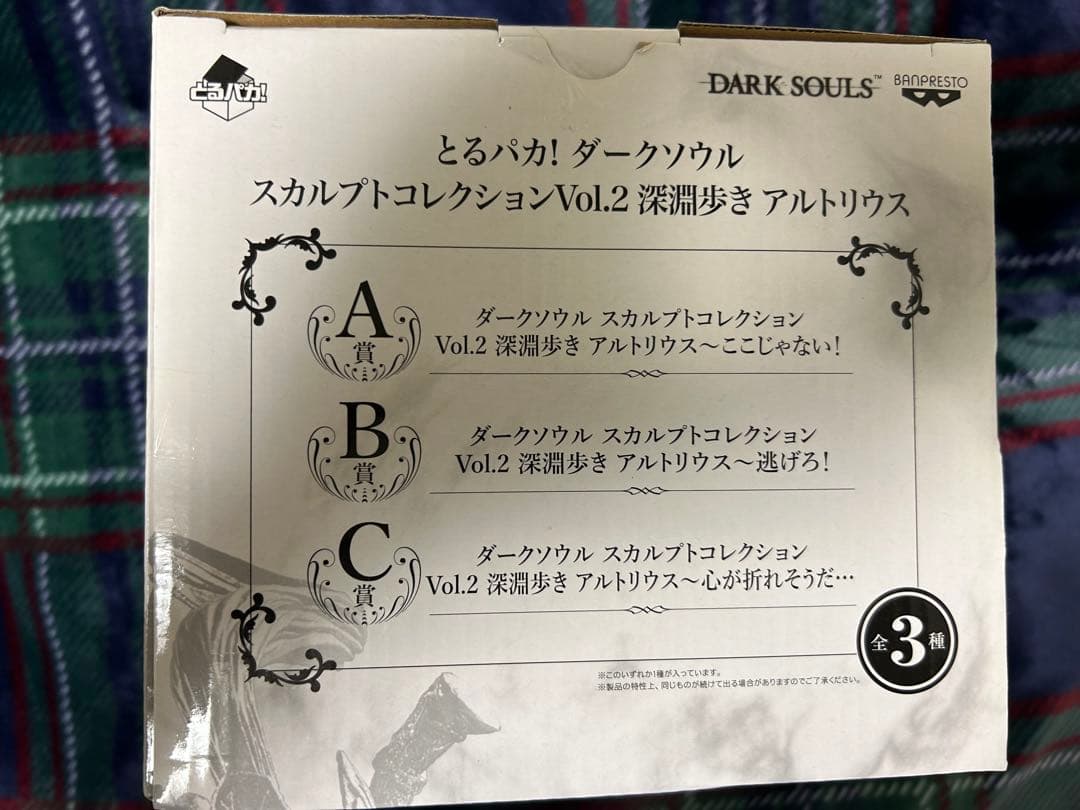 とるパカ!
DARK SOULS™
BANPRESTO
とるパカ! ダークソウル
スカルプトコレクションVol.2 深淵歩き アルトリウス
A賞
ダークソウル スカルプトコレクション
Vol.2 深淵歩き アルトリウス～ここじゃない!
B賞
ダークソウル スカルプトコレクション
Vol.2 深淵歩き アルトリウス～逃げろ!
C賞
ダークソウル スカルプトコレクション
Vol.2 深淵歩き アルトリウス～心が折れそうだ…
全3種
※このいずれか1種が入っています。
※製品の特性上、同じものが続けて出る場合がありますのでご了承ください。